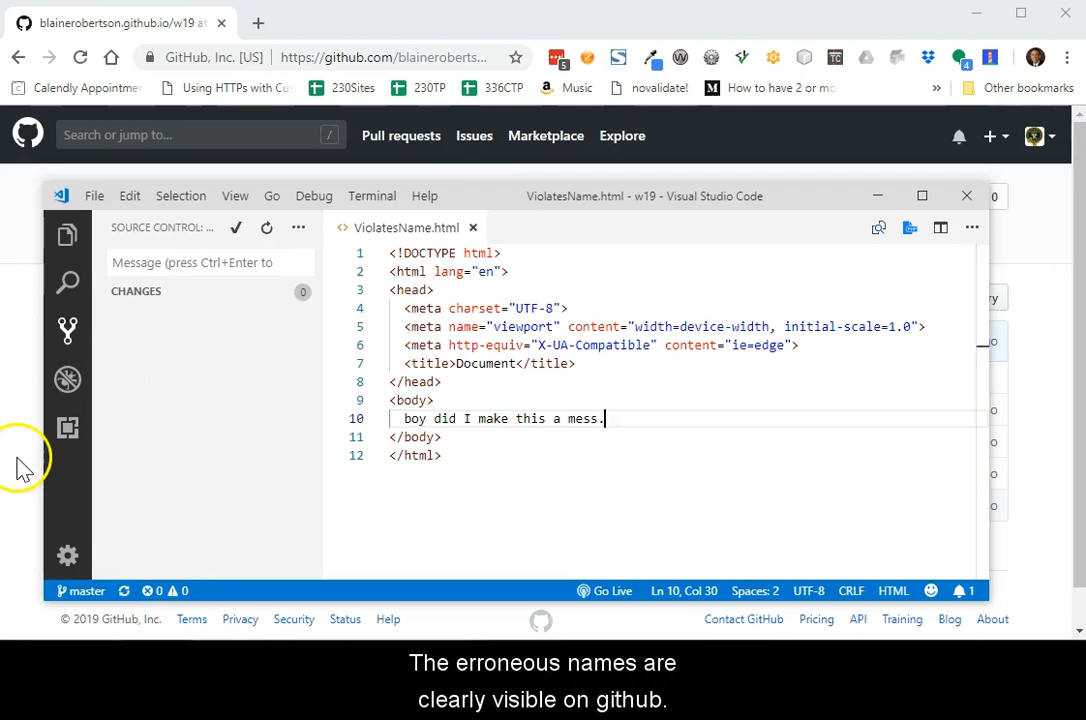 blainerobertson.github.io/w19 at
GitHub, Inc. [US] https://github.com/blaineroberts...
5
4
Calendly Appointmer Using HTTPs with Cus 230Sites 230TP 336CTP Music novalidate! How to have 2 or mo » Other bookmarks
Search or jump to... / Pull requests Issues Marketplace Explore
File Edit Selection View Go Debug Terminal Help ViolatesName.html - w19 - Visual Studio Code
0
SOURCE CONTROL: ... ViolatesName.html
Message (press Ctrl+Enter to
CHANGES 0
1 <!DOCTYPE html>
2 <html lang="en">
3 <head>
4 <meta charset="UTF-8">
5 <meta name="viewport" content="width=device-width, initial-scale=1.0">
6 <meta http-equiv="X-UA-Compatible" content="ie=edge">
7 <title>Document</title>
8 </head>
9 <body>
10 boy did I make this a mess.
11 </body>
12 </html>
ry
master 0 0 Go Live Ln 10, Col 30 Spaces: 2 UTF-8 CRLF HTML 1
© 2019 GitHub, Inc. Terms Privacy Security Status Help Contact GitHub Pricing API Training Blog About
The erroneous names are
clearly visible on github.